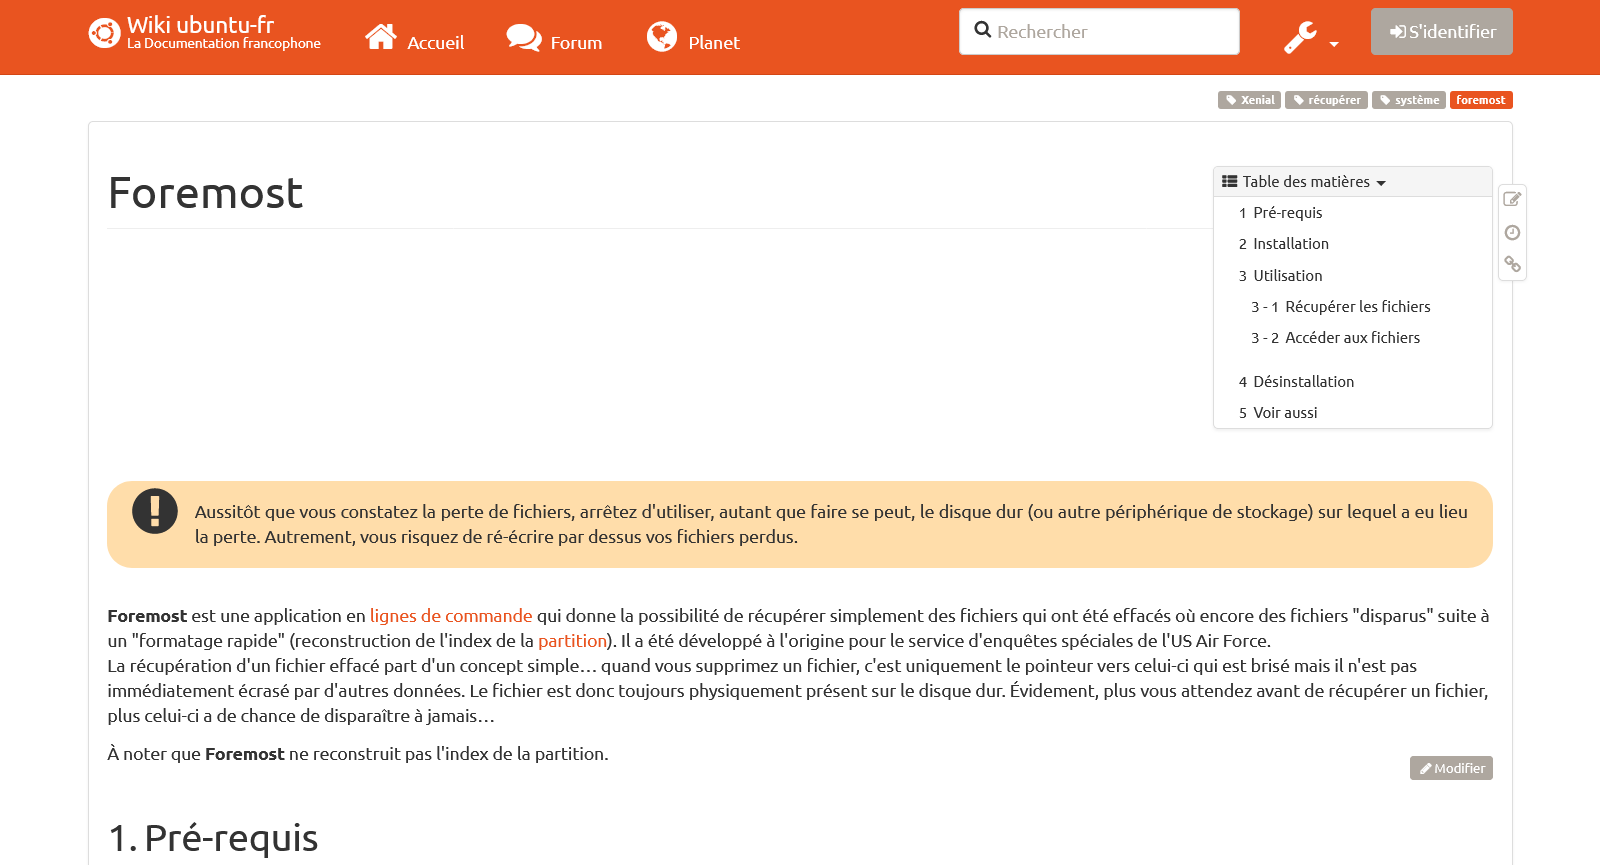 Wiki ubuntu-fr
La Documentation francophone
Accueil
Forum
Planet
Rechercher
S'identifier
Xenial
récupérer
système
foremost
Foremost
Table des matières
1 Pré-requis
2 Installation
3 Utilisation
3 - 1 Récupérer les fichiers
3 - 2 Accéder aux fichiers
4 Désinstallation
5 Voir aussi
Aussitôt que vous constatez la perte de fichiers, arrêtez d'utiliser, autant que faire se peut, le disque dur (ou autre périphérique de stockage) sur lequel a eu lieu
la perte. Autrement, vous risquez de ré-écrire par dessus vos fichiers perdus.
Foremost est une application en lignes de commande qui donne la possibilité de récupérer simplement des fichiers qui ont été effacés où encore des fichiers "disparus" suite à
un "formatage rapide" (reconstruction de l'index de la partition). Il a été développé à l'origine pour le service d'enquêtes spéciales de l'US Air Force.
La récupération d'un fichier effacé part d'un concept simple… quand vous supprimez un fichier, c'est uniquement le pointeur vers celui-ci qui est brisé mais il n'est pas
immédiatement écrasé par d'autres données. Le fichier est donc toujours physiquement présent sur le disque dur. Évidement, plus vous attendez avant de récupérer un fichier,
plus celui-ci a de chance de disparaître à jamais…
À noter que Foremost ne reconstruit pas l'index de la partition.
Modifier
1. Pré-requis